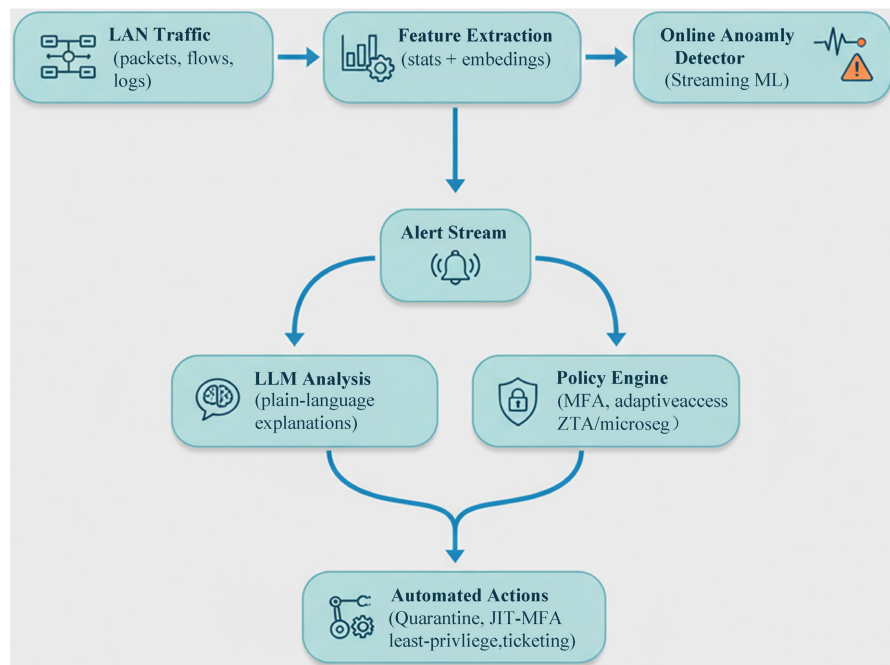 LAN Traffic
(packets, flows,
logs)
Feature Extraction
(stats + embedings)
Online Anoamly
Detector
(Streaming ML)
Alert Stream
LLM Analysis
(plain-language
explanations)
Policy Engine
(MFA, adaptiveaccess
ZTA/microseg）
Automated Actions
(Quarantine, JIT-MFA
least-privliege,ticketing)